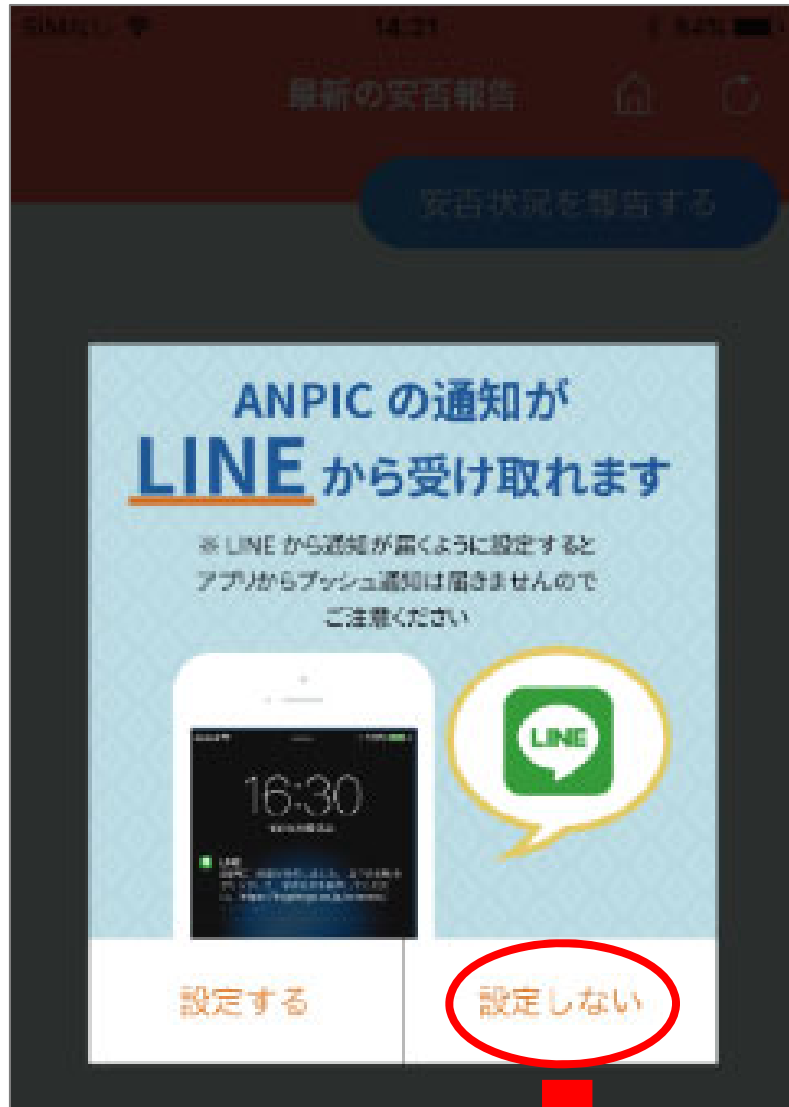 14:21
最新の安否報告
安否状況を報告する
ANPIC の通知が
LINE から受け取れます
※ LINE から通知が届くように設定すると
アプリからプッシュ通知は届きませんので
ご注意ください
LINE
16:30
LINE
設定する
設定しない